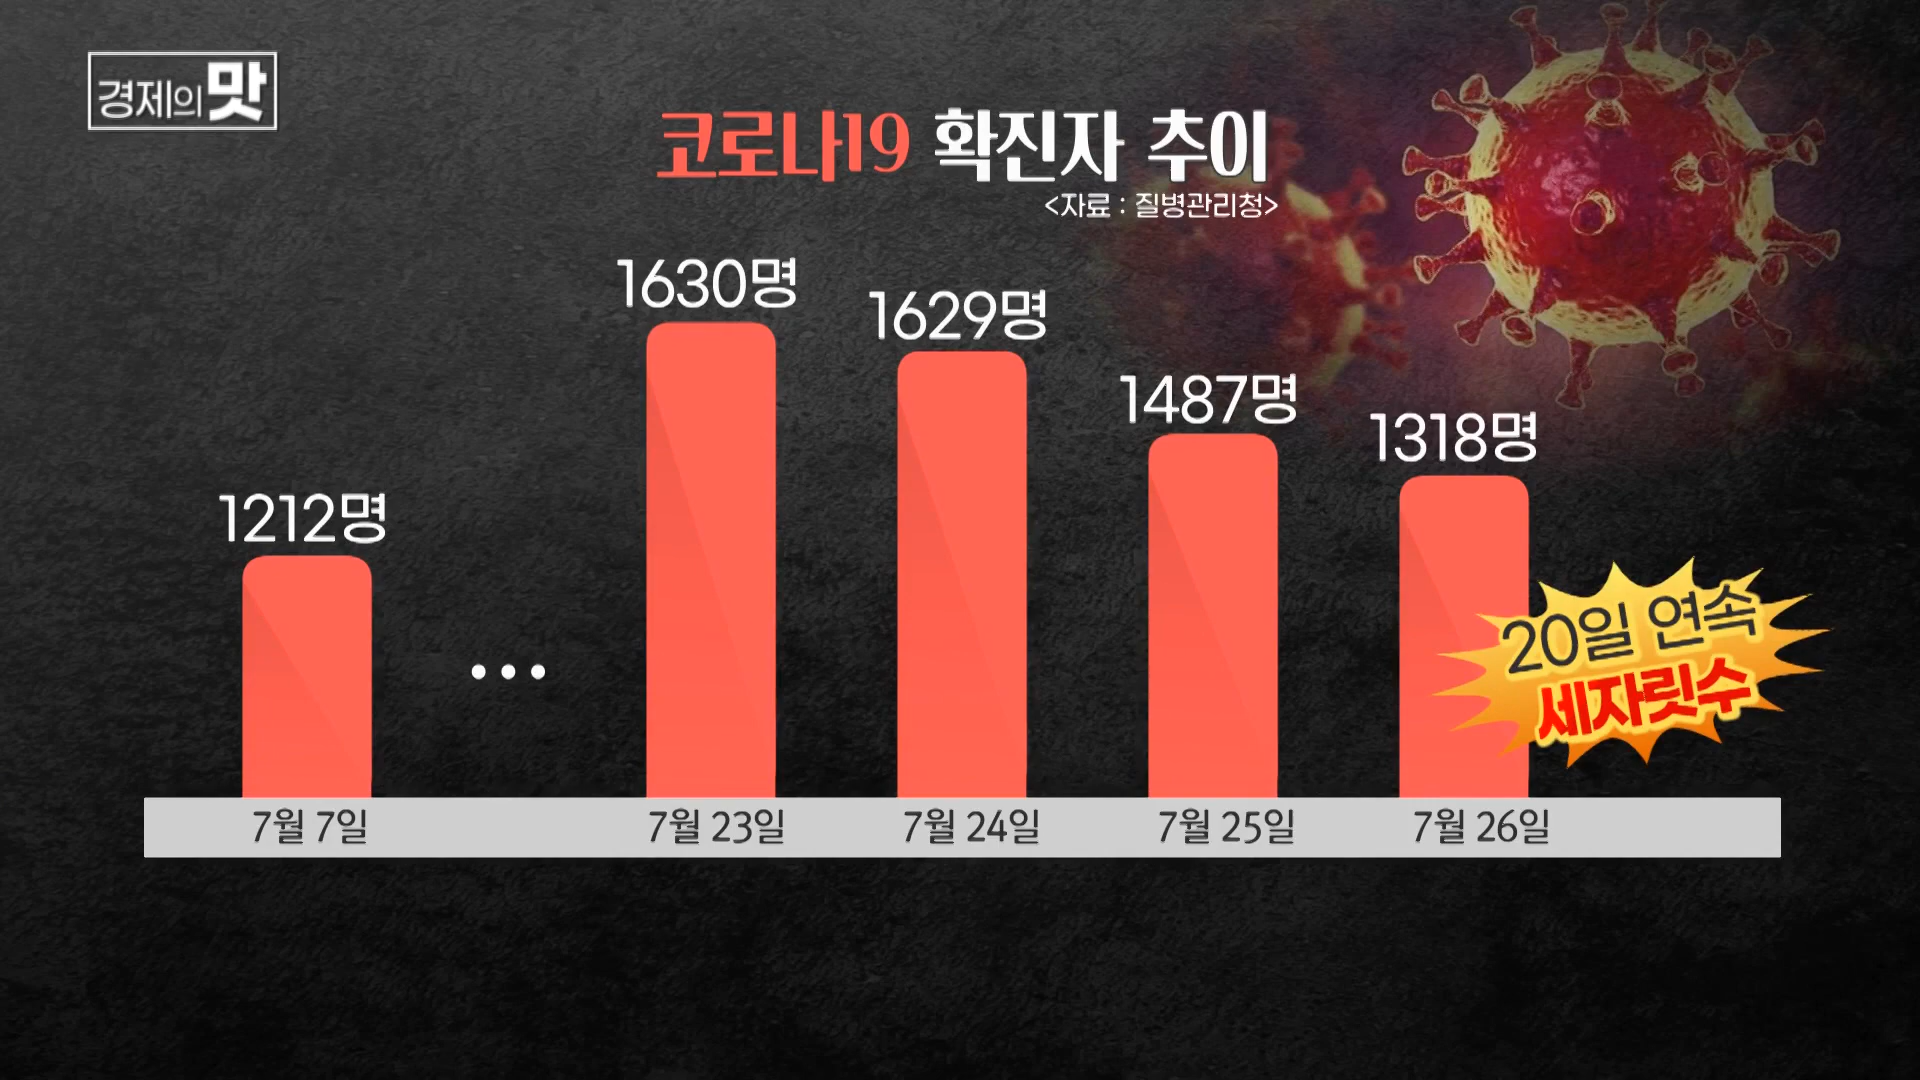 경제의맛
코로나19 확진자 추이
<자료 : 질병관리청>
1630명
1629명
1487명
1318명
1212명
20일 연속
세자릿수
7월 7일
7월 23일
7월 24일
7월 25일
7월 26일